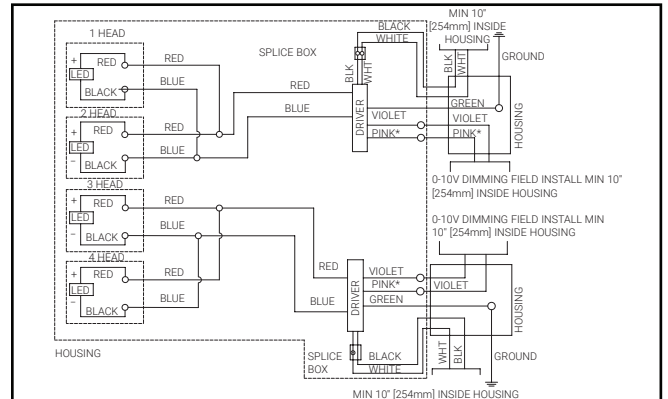 MIN 10"
[254mm] INSIDE
HOUSING
BLACK
WHITE
1 HEAD
SPLICE BOX
GROUND
+
RED
RED
LED
BLUE
BLACK
-
BLK
WHT
BLK
WHT
RED
GREEN
2 HEAD
BLUE
DRIVER
VIOLET
VIOLET
HOUSING
+
RED
RED
LED
PINK*
PINK*
BLUE
BLACK
-
0-10V DIMMING FIELD INSTALL MIN 10"
[254mm] INSIDE HOUSING
3 HEAD
+
RED
RED
LED
0-10V DIMMING FIELD INSTALL MIN
10" [254mm] INSIDE HOUSING
BLUE
BLACK
-
4 HEAD
RED
VIOLET
+
RED
RED
LED
PINK*
VIOLET
BLUE
BLUE
DRIVER
GREEN
HOUSING
BLACK
-
HOUSING
SPLICE
BOX
BLACK
WHITE
WHT
BLK
GROUND
MIN 10" [254mm] INSIDE HOUSING